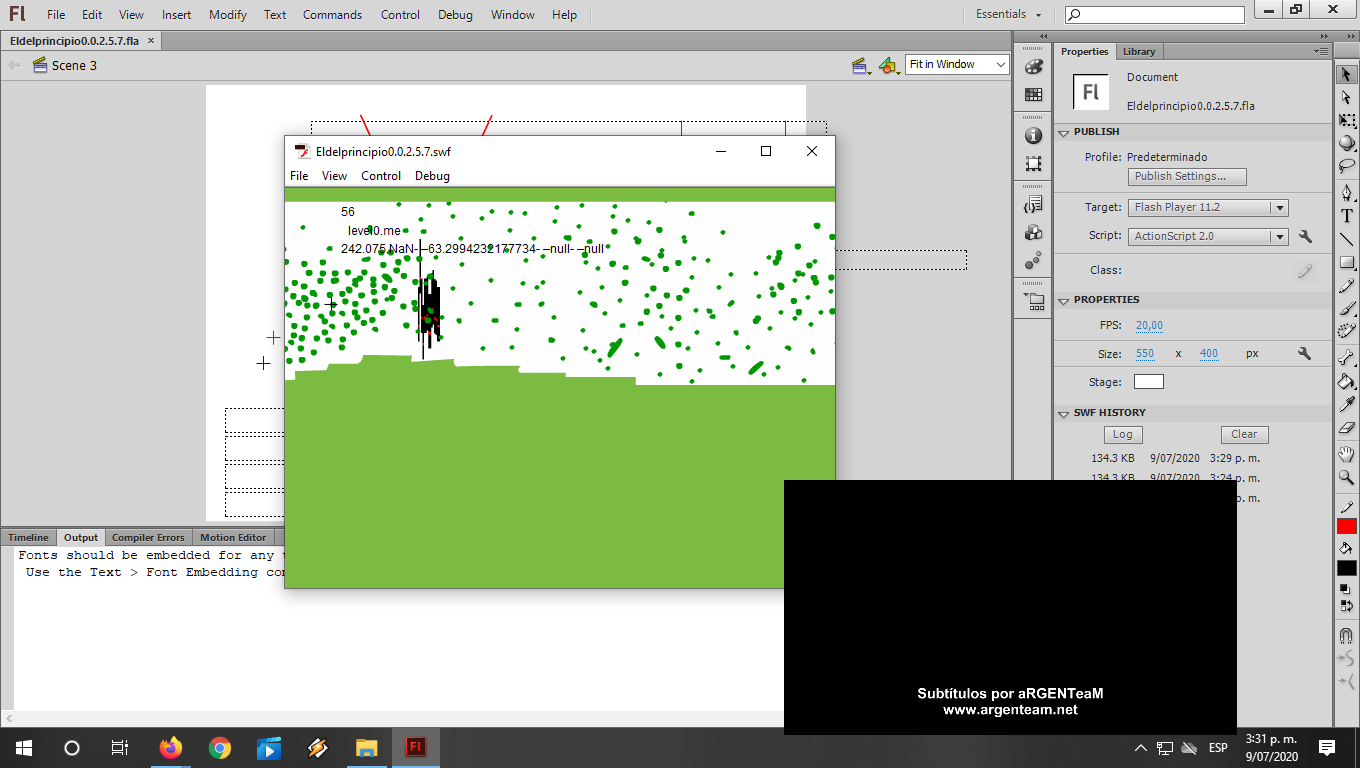 Fl File Edit View Insert Modify Text Commands Control Debug Window Help Essentials
Eldelprincipio0.0.2.5.7.fla ×
Scene 3 Fit in Window
Eldelprincipio0.0.2.5.7.swf
File View Control Debug
56
level0.me
242.075,NaN- –63.2994232177734- –null- –null
Properties Library
Fl
Document
Eldelprincipio0.0.2.5.7.fla
PUBLISH
Profile: Predeterminado
Publish Settings...
Target: Flash Player 11.2
Script: ActionScript 2.0
Class:
PROPERTIES
FPS: 20,00
Size: 550 x 400 px
Stage:
SWF HISTORY
Log Clear
134.3 KB 9/07/2020 3:29 p. m.
134.3 KB 9/07/2020 3:24 p. m.
p. m.
Timeline Output Compiler Errors Motion Editor
Fonts should be embedded for any
Use the Text > Font Embedding
Subtítulos por aRGENTeaM
www.argenteam.net
Fl
ESP
3:31 p. m.
9/07/2020